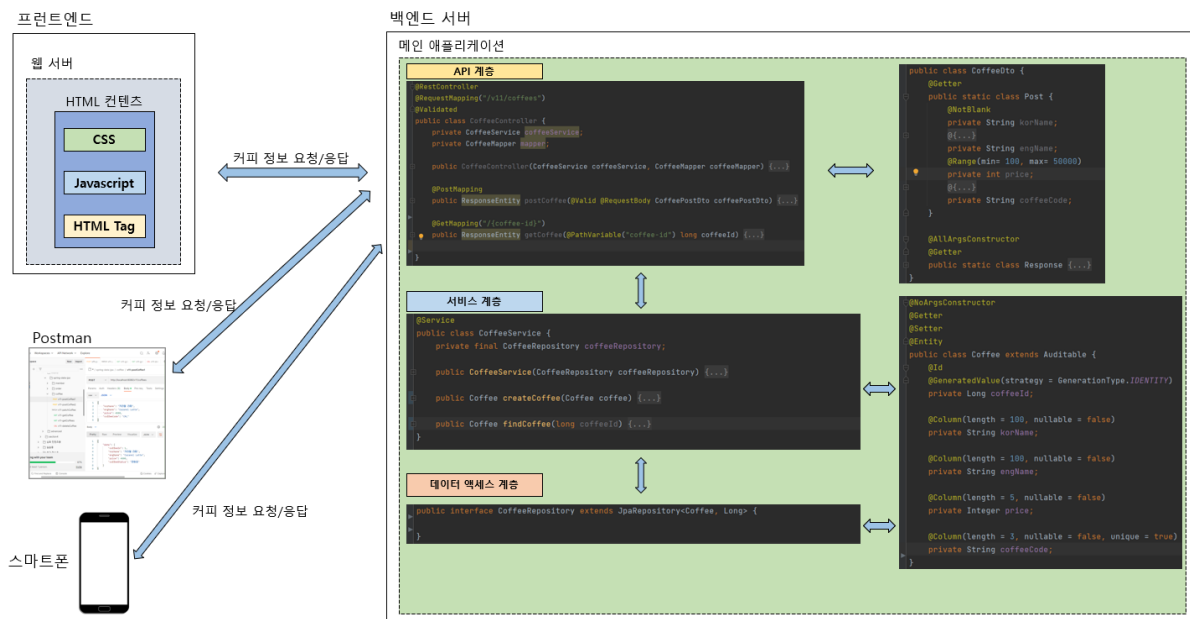 프런트엔드
웹 서버
HTML 컨텐츠
CSS
Javascript
HTML Tag
커피 정보 요청/응답
커피 정보 요청/응답
Postman
커피 정보 요청/응답
스마트폰
백엔드 서버
메인 애플리케이션
API 계층
@RestController
@RequestMapping("/v11/coffees")
@Validated
public class CoffeeController {
private CoffeeService coffeeService;
private CoffeeMapper mapper;
public CoffeeController(CoffeeService coffeeService, CoffeeMapper coffeeMapper) {...}
@PostMapping
public ResponseEntity postCoffee(@Valid @RequestBody CoffeePostDto coffeePostDto) {...}
@GetMapping("/{coffee-id}")
public ResponseEntity getCoffee(@PathVariable("coffee-id") long coffeeId) {...}
}
public class CoffeeDto {
@Getter
public static class Post {
@NotBlank
private String korName;
@{...}
private String engName;
@Range(min= 100, max= 50000)
private int price;
@{...}
private String coffeeCode;
}
@AllArgsConstructor
@Getter
public static class Response {...}
}
서비스 계층
@Service
public class CoffeeService {
private final CoffeeRepository coffeeRepository;
public CoffeeService(CoffeeRepository coffeeRepository) {...}
public Coffee createCoffee(Coffee coffee) {...}
public Coffee findCoffee(long coffeeId) {...}
}
데이터 액세스 계층
public interface CoffeeRepository extends JpaRepository<Coffee, Long> {
}
@NoArgsConstructor
@Getter
@Setter
@Entity
public class Coffee extends Auditable {
@Id
@GeneratedValue(strategy = GenerationType.IDENTITY)
private Long coffeeId;
@Column(length = 100, nullable = false)
private String korName;
@Column(length = 100, nullable = false)
private String engName;
@Column(length = 5, nullable = false)
private Integer price;
@Column(length = 3, nullable = false, unique = true)
private String coffeeCode;
}